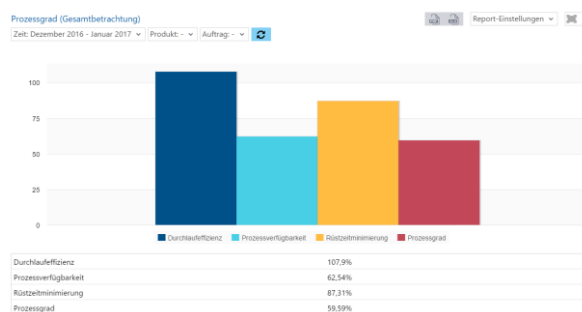 Prozessgrad (Gesamtbetrachtung)
Report-Einstellungen
Zeit: Dezember 2016 - Januar 2017 Produkt: - Auftrag: -
100
75
50
25
0
Durchlaufeffizienz Prozessverfügbarkeit Rüstzeitminimierung Prozessgrad
Durchlaufeffizienz 107,9%
Prozessverfügbarkeit 62,54%
Rüstzeitminimierung 87,31%
Prozessgrad 59,59%